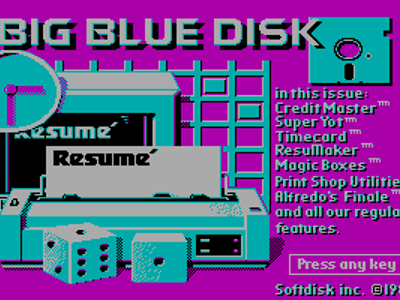 BIG BLUE DISK
in this issue:
CreditMaster™
Super Yot™
Timecard™
ResuMaker™
Magic Boxes™
Print Shop Utilitie
Alfredo's Finale™
and all our regula
features.
Resume´
Resume´
Press any key
Softdisk inc. ©19